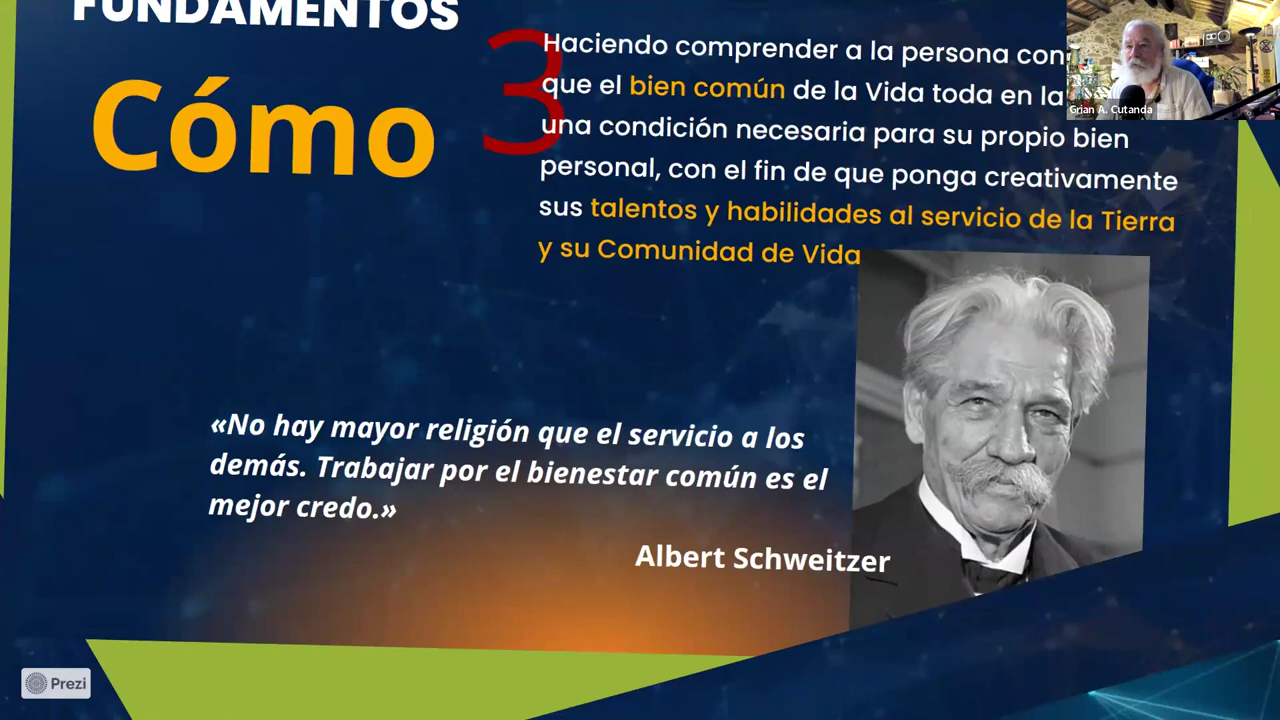 FUNDAMENTOS
Cómo
3
Haciendo comprender a la persona con
que el bien común de la Vida toda en la
una condición necesaria para su propio bien
personal, con el fin de que ponga creativamente
sus talentos y habilidades al servicio de la Tierra
y su Comunidad de Vida
Grian A. Cutanda
«No hay mayor religión que el servicio a los
demás. Trabajar por el bienestar común es el
mejor credo.»
Albert Schweitzer
Prezi